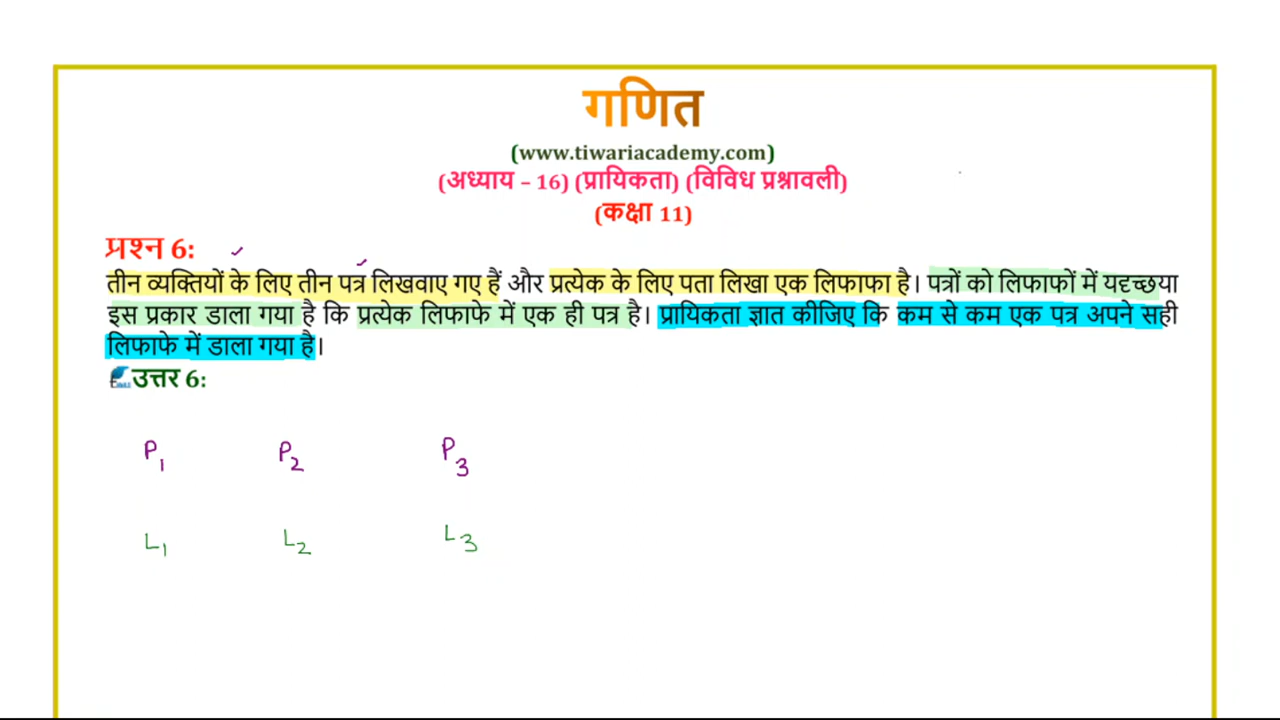 गणित
(www.tiwariacademy.com)
(अध्याय – 16) (प्रायिकता) (विविध प्रश्नावली)
(कक्षा 11)
प्रश्न 6:
तीन व्यक्तियों के लिए तीन पत्र लिखवाए गए हैं और प्रत्येक के लिए पता लिखा एक लिफाफा है। पत्रों को लिफाफों में यदृच्छया
इस प्रकार डाला गया है कि प्रत्येक लिफाफे में एक ही पत्र है। प्रायिकता ज्ञात कीजिए कि कम से कम एक पत्र अपने सही
लिफाफे में डाला गया है।
उत्तर 6:
P1 P2 P3
L1 L2 L3